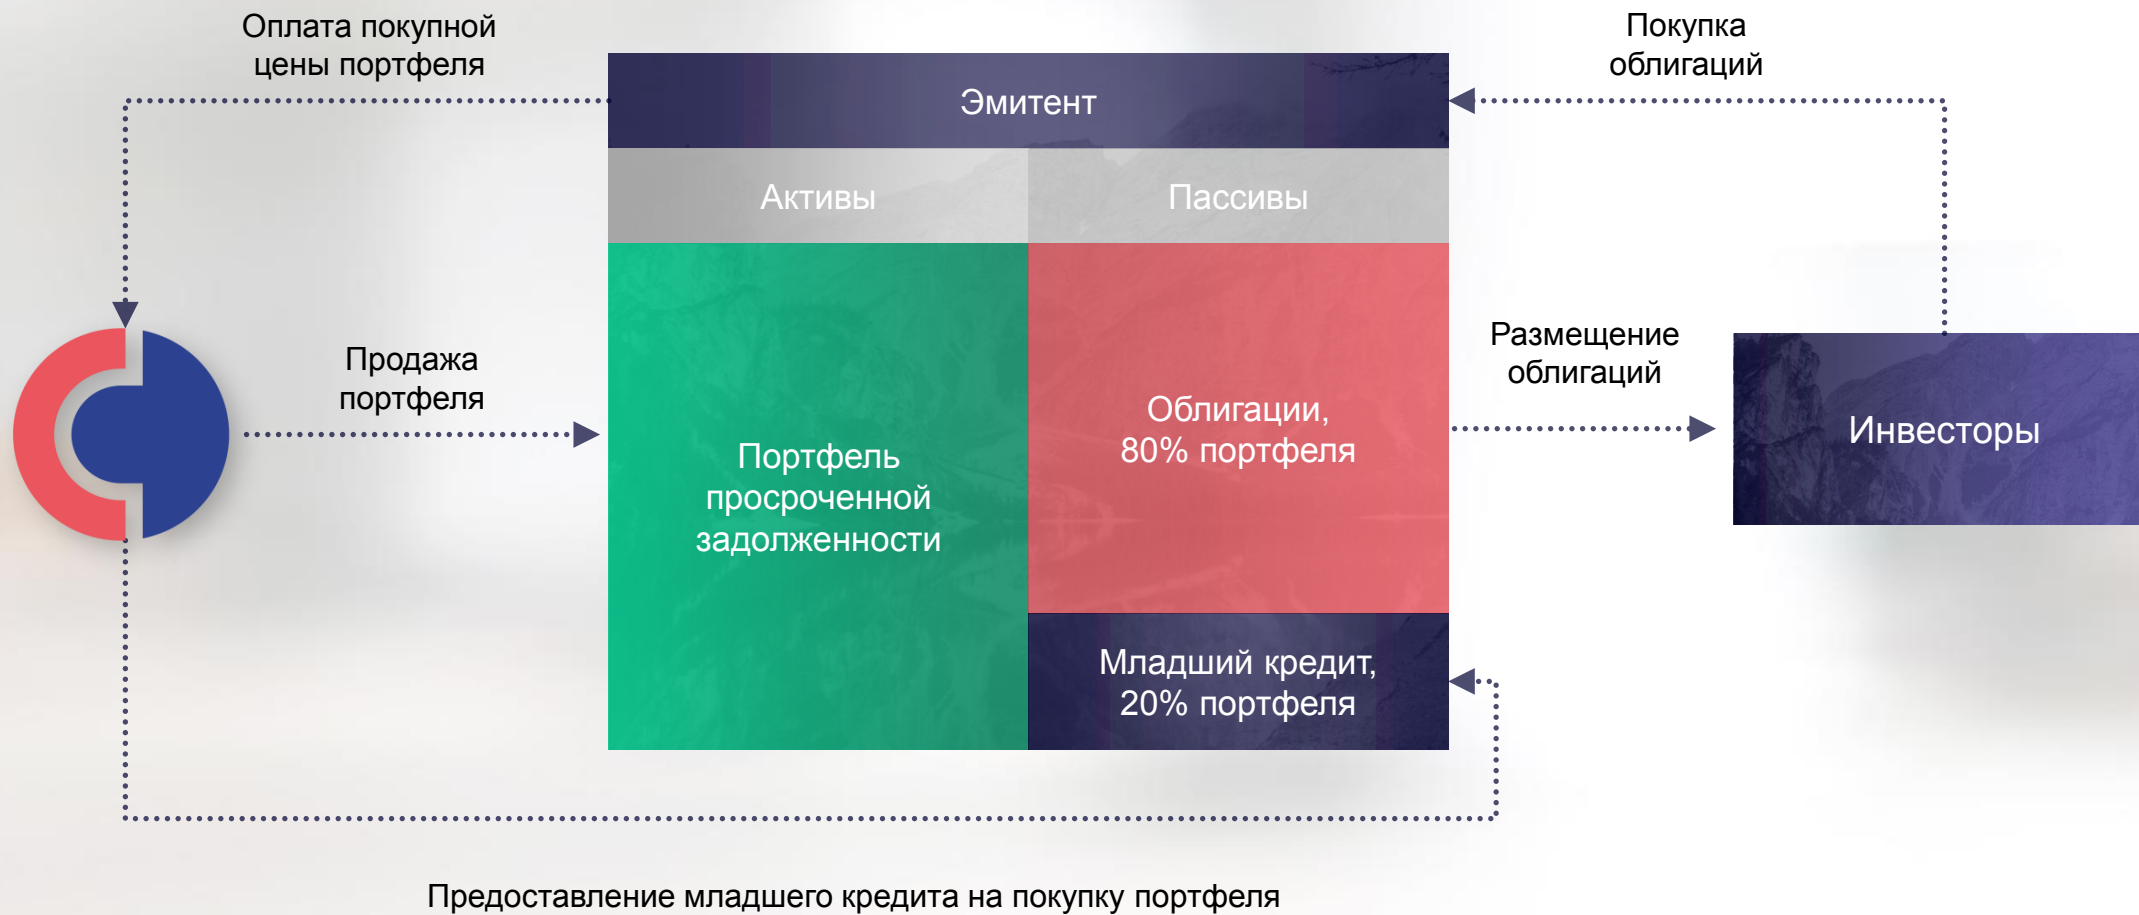 Оплата покупной
цены портфеля
Покупка
облигаций
Эмитент
Активы
Пассивы
Продажа
портфеля
Портфель
просроченной
задолженности
Облигации,
80% портфеля
Размещение
облигаций
Инвесторы
Младший кредит,
20% портфеля
Предоставление младшего кредита на покупку портфеля